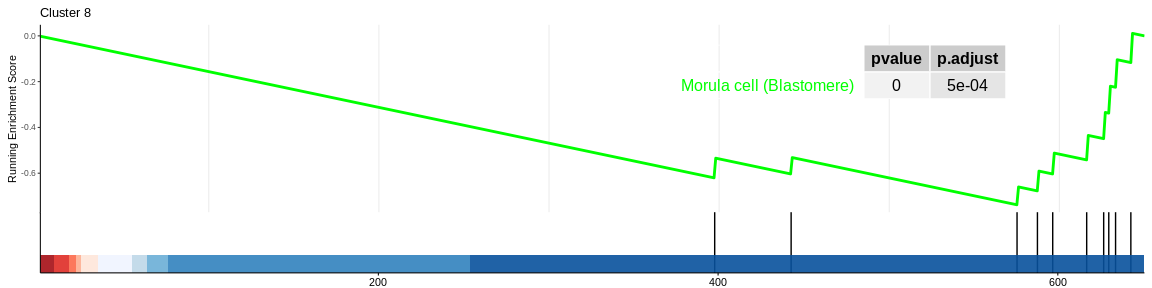 Cluster 8
Running Enrichment Score
0.0
-0.2
-0.4
-0.6
pvalue p.adjust
Morula cell (Blastomere) 0 5e-04
200 400 600